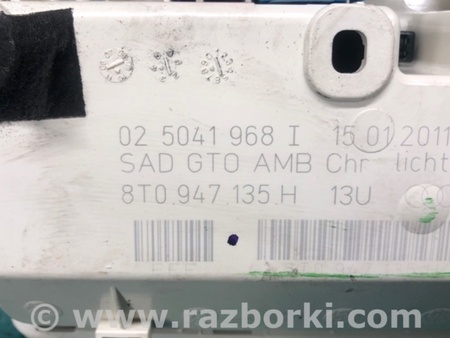 02 5041 968 I 15.01.2011
SAD GTO AMB Chr licht
8T0 947 135 H 13U
www.razborki.com